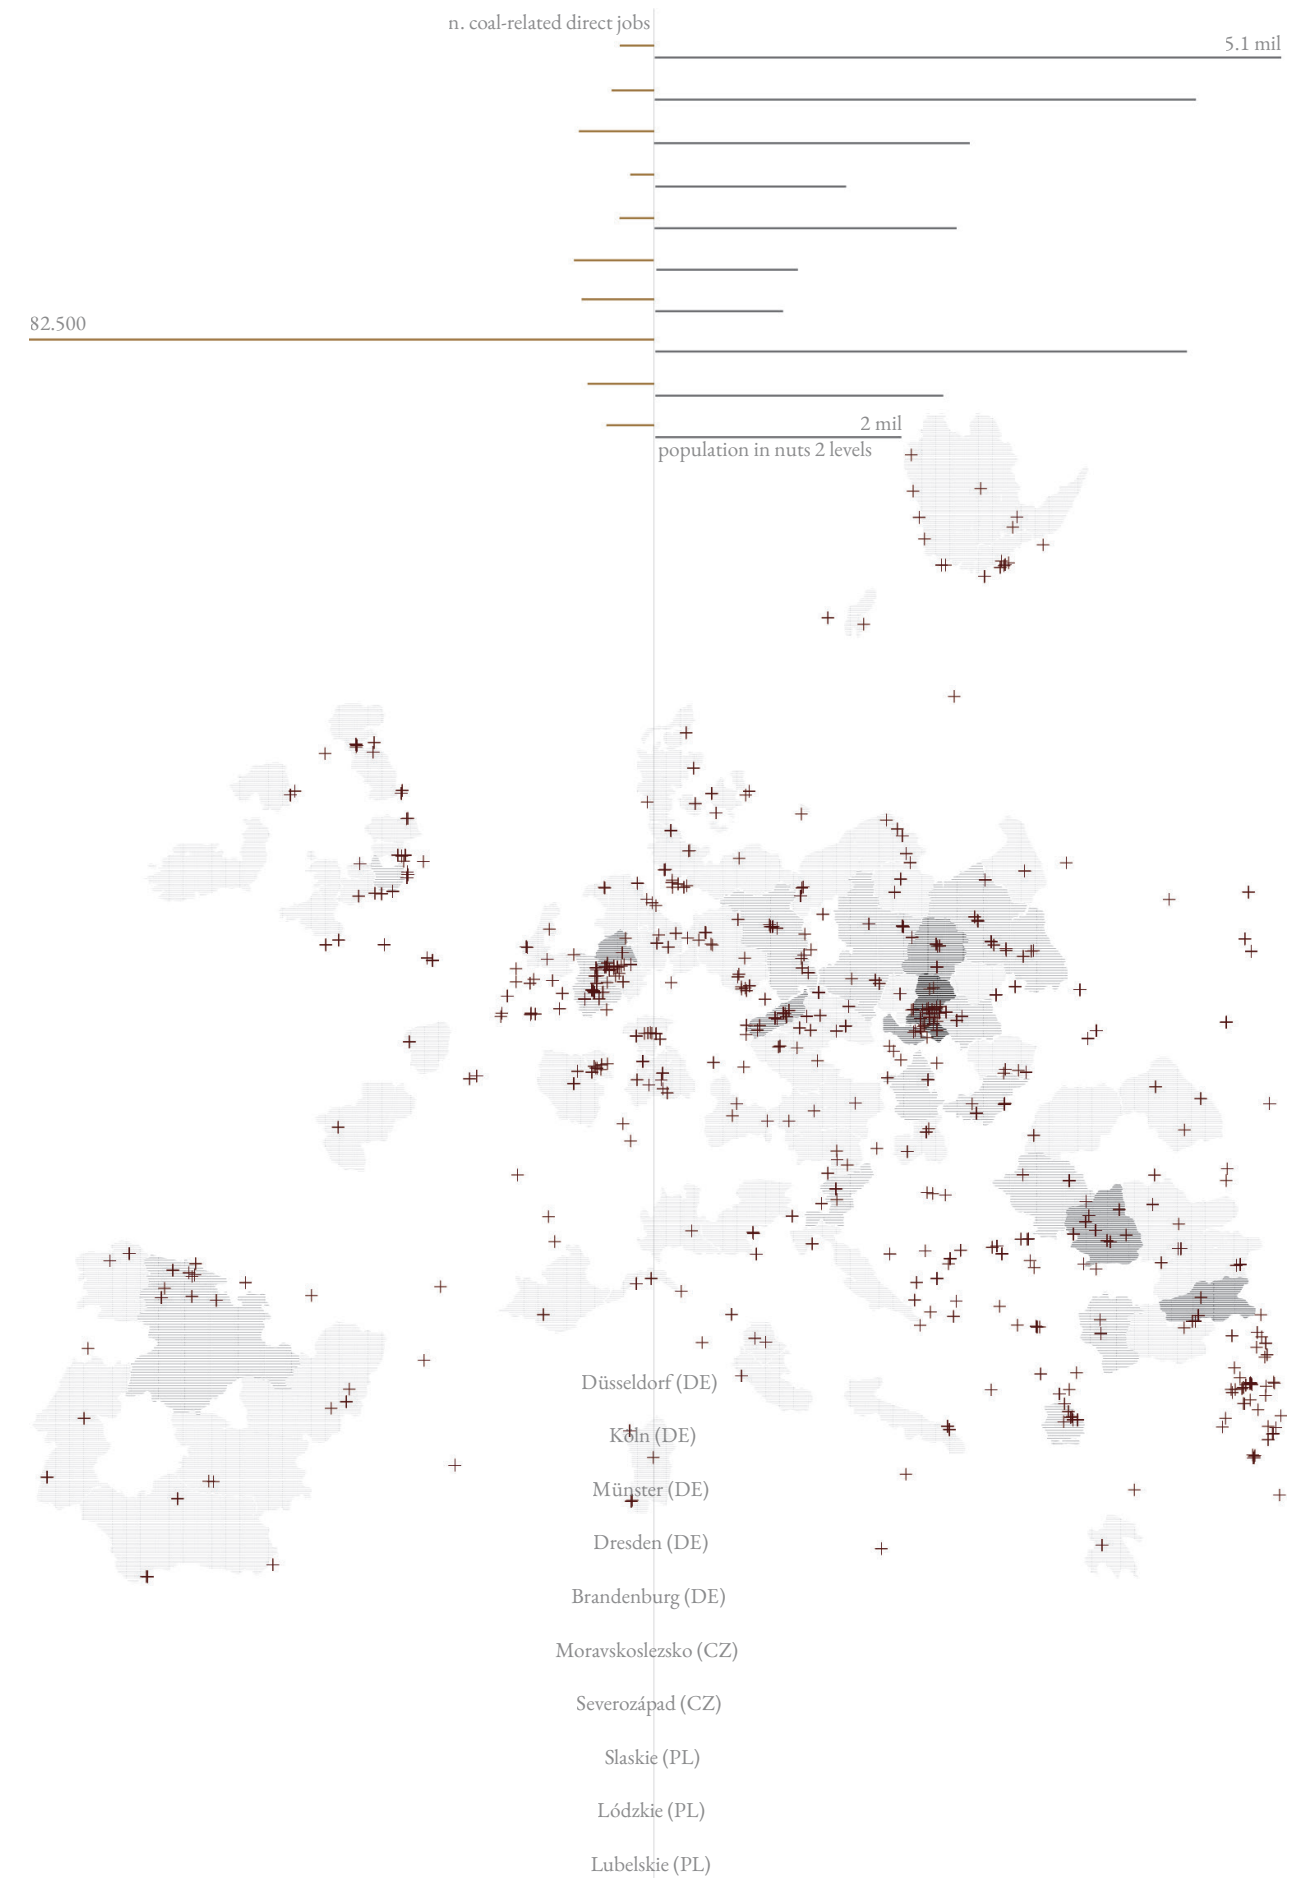 n. coal-related direct jobs
5.1 mil
82.500
2 mil
population in nuts 2 levels
Düsseldorf (DE)
Köln (DE)
Münster (DE)
Dresden (DE)
Brandenburg (DE)
Moravskoslezsko (CZ)
Severozápad (CZ)
Slaskie (PL)
Lódzkie (PL)
Lubelskie (PL)